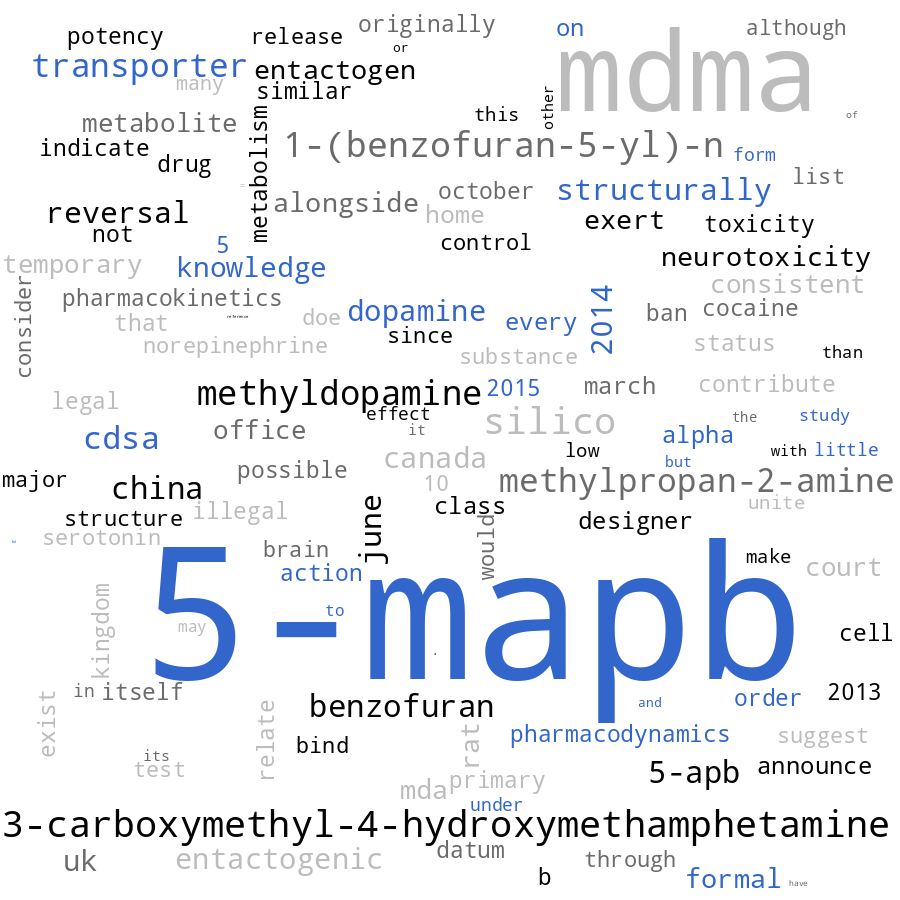 originally
on
although
potency
release
or
transporter
entactogen
mdma
many
similar
other
this
of
metabolite
metabolism
indicate
drug
1-(benzofuran-5-yl)-n
form
structurally
list
reversal
alongside
october
home
exert
toxicity
not
5
control
temporary
knowledge
neurotoxicity
consider
pharmacokinetics
consistent
that
reference
doe
dopamine
every
2014
ban
cocaine
norepinephrine
since
substance
status
than
legal
methyldopamine
2015
march
contribute
effect
it
silico
the
study
cdsa
office
alpha
canada
low
but
with
little
major
possible
10
methylpropan-2-amine
china
class
unite
structure
illegal
june
would
designer
serotonin
brain
make
action
court
5-mapb
kingdom
to
may
cell
in
itself
exist
benzofuran
and
order
2013
relate
its
bind
rat
pharmacodynamics
suggest
test
mda
primary
5-apb
announce
under
3-carboxymethyl-4-hydroxymethamphetamine
uk
entactogenic
datum
through
b
formal
have